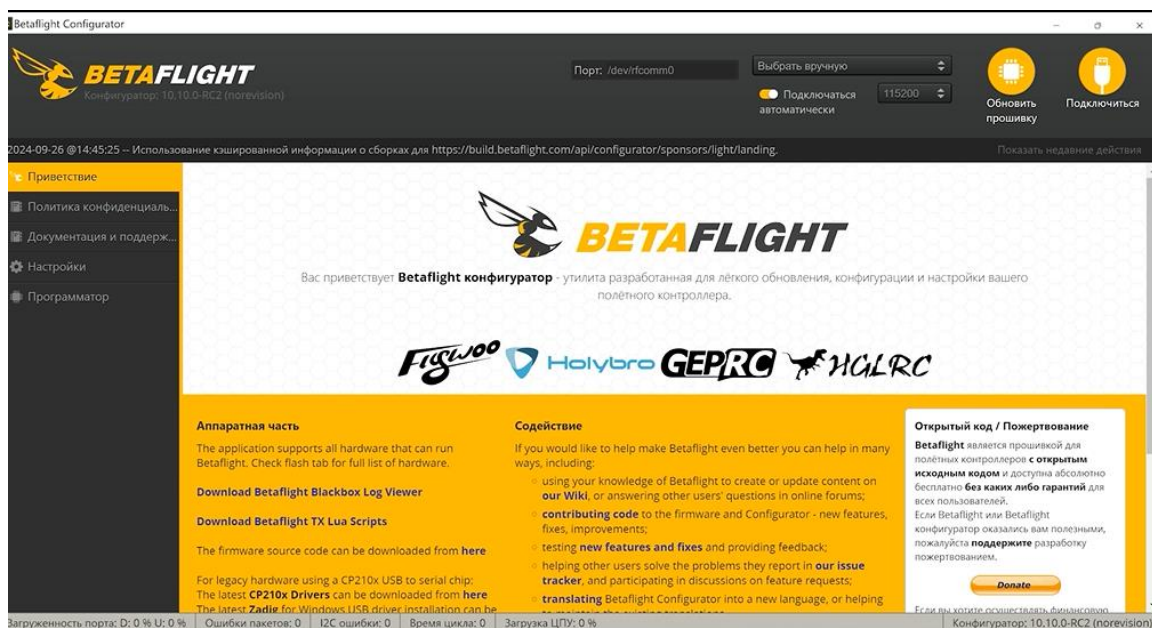 Betaflight Configurator
BETAFLIGHT
Конфигуратор: 10.10.0-RC2 (norevision)
Порт: /dev/rfcomm0
Выбрать вручную
Подключаться
автоматически
115200
Обновить
прошивку
Подключиться
2024-09-26 @14:45:25 -- Использование кэшированной информации о сборках для https://build.betaflight.com/api/configurator/sponsors/light/landing.
Показать недавние действия
Приветствие
Политика конфиденциаль...
Документация и поддерж...
Настройки
Программатор
BETAFLIGHT
Вас приветствует Betaflight конфигуратор - утилита разработанная для лёгкого обновления, конфигурации и настройки вашего
полётного контроллера.
Foxwoo Holybro GEPRC HGLRC
Аппаратная часть
The application supports all hardware that can run
Betaflight. Check flash tab for full list of hardware.
Download Betaflight Blackbox Log Viewer
Download Betaflight TX Lua Scripts
The firmware source code can be downloaded from here
For legacy hardware using a CP210x USB to serial chip:
The latest CP210x Drivers can be downloaded from here
The latest Zadig for Windows USB driver installation can be
Содействие
If you would like to help make Betaflight even better you can help in many
ways, including:
using your knowledge of Betaflight to create or update content on
our Wiki, or answering other users' questions in online forums;
contributing code to the firmware and Configurator - new features,
fixes, improvements;
testing new features and fixes and providing feedback;
helping other users solve the problems they report in our issue
tracker, and participating in discussions on feature requests;
translating Betaflight Configurator into a new language, or helping
to maintain the existing translations.
Открытый код / Пожертвование
Betaflight является прошивкой для
полётных контроллеров с открытым
исходным кодом и доступна абсолютно
бесплатно без каких либо гарантий для
всех пользователей.
Если Betaflight или Betaflight
конфигуратор оказались вам полезными,
пожалуйста поддержите разработку
пожертвованием.
Donate
Если вы хотите осуществлять финансовую
Загруженность порта: D: 0 % U: 0 %
Ошибки пакетов: 0
I2C ошибки: 0
Время цикла: 0
Загрузка ЦПУ: 0 %
Конфигуратор: 10.10.0-RC2 (norevision)